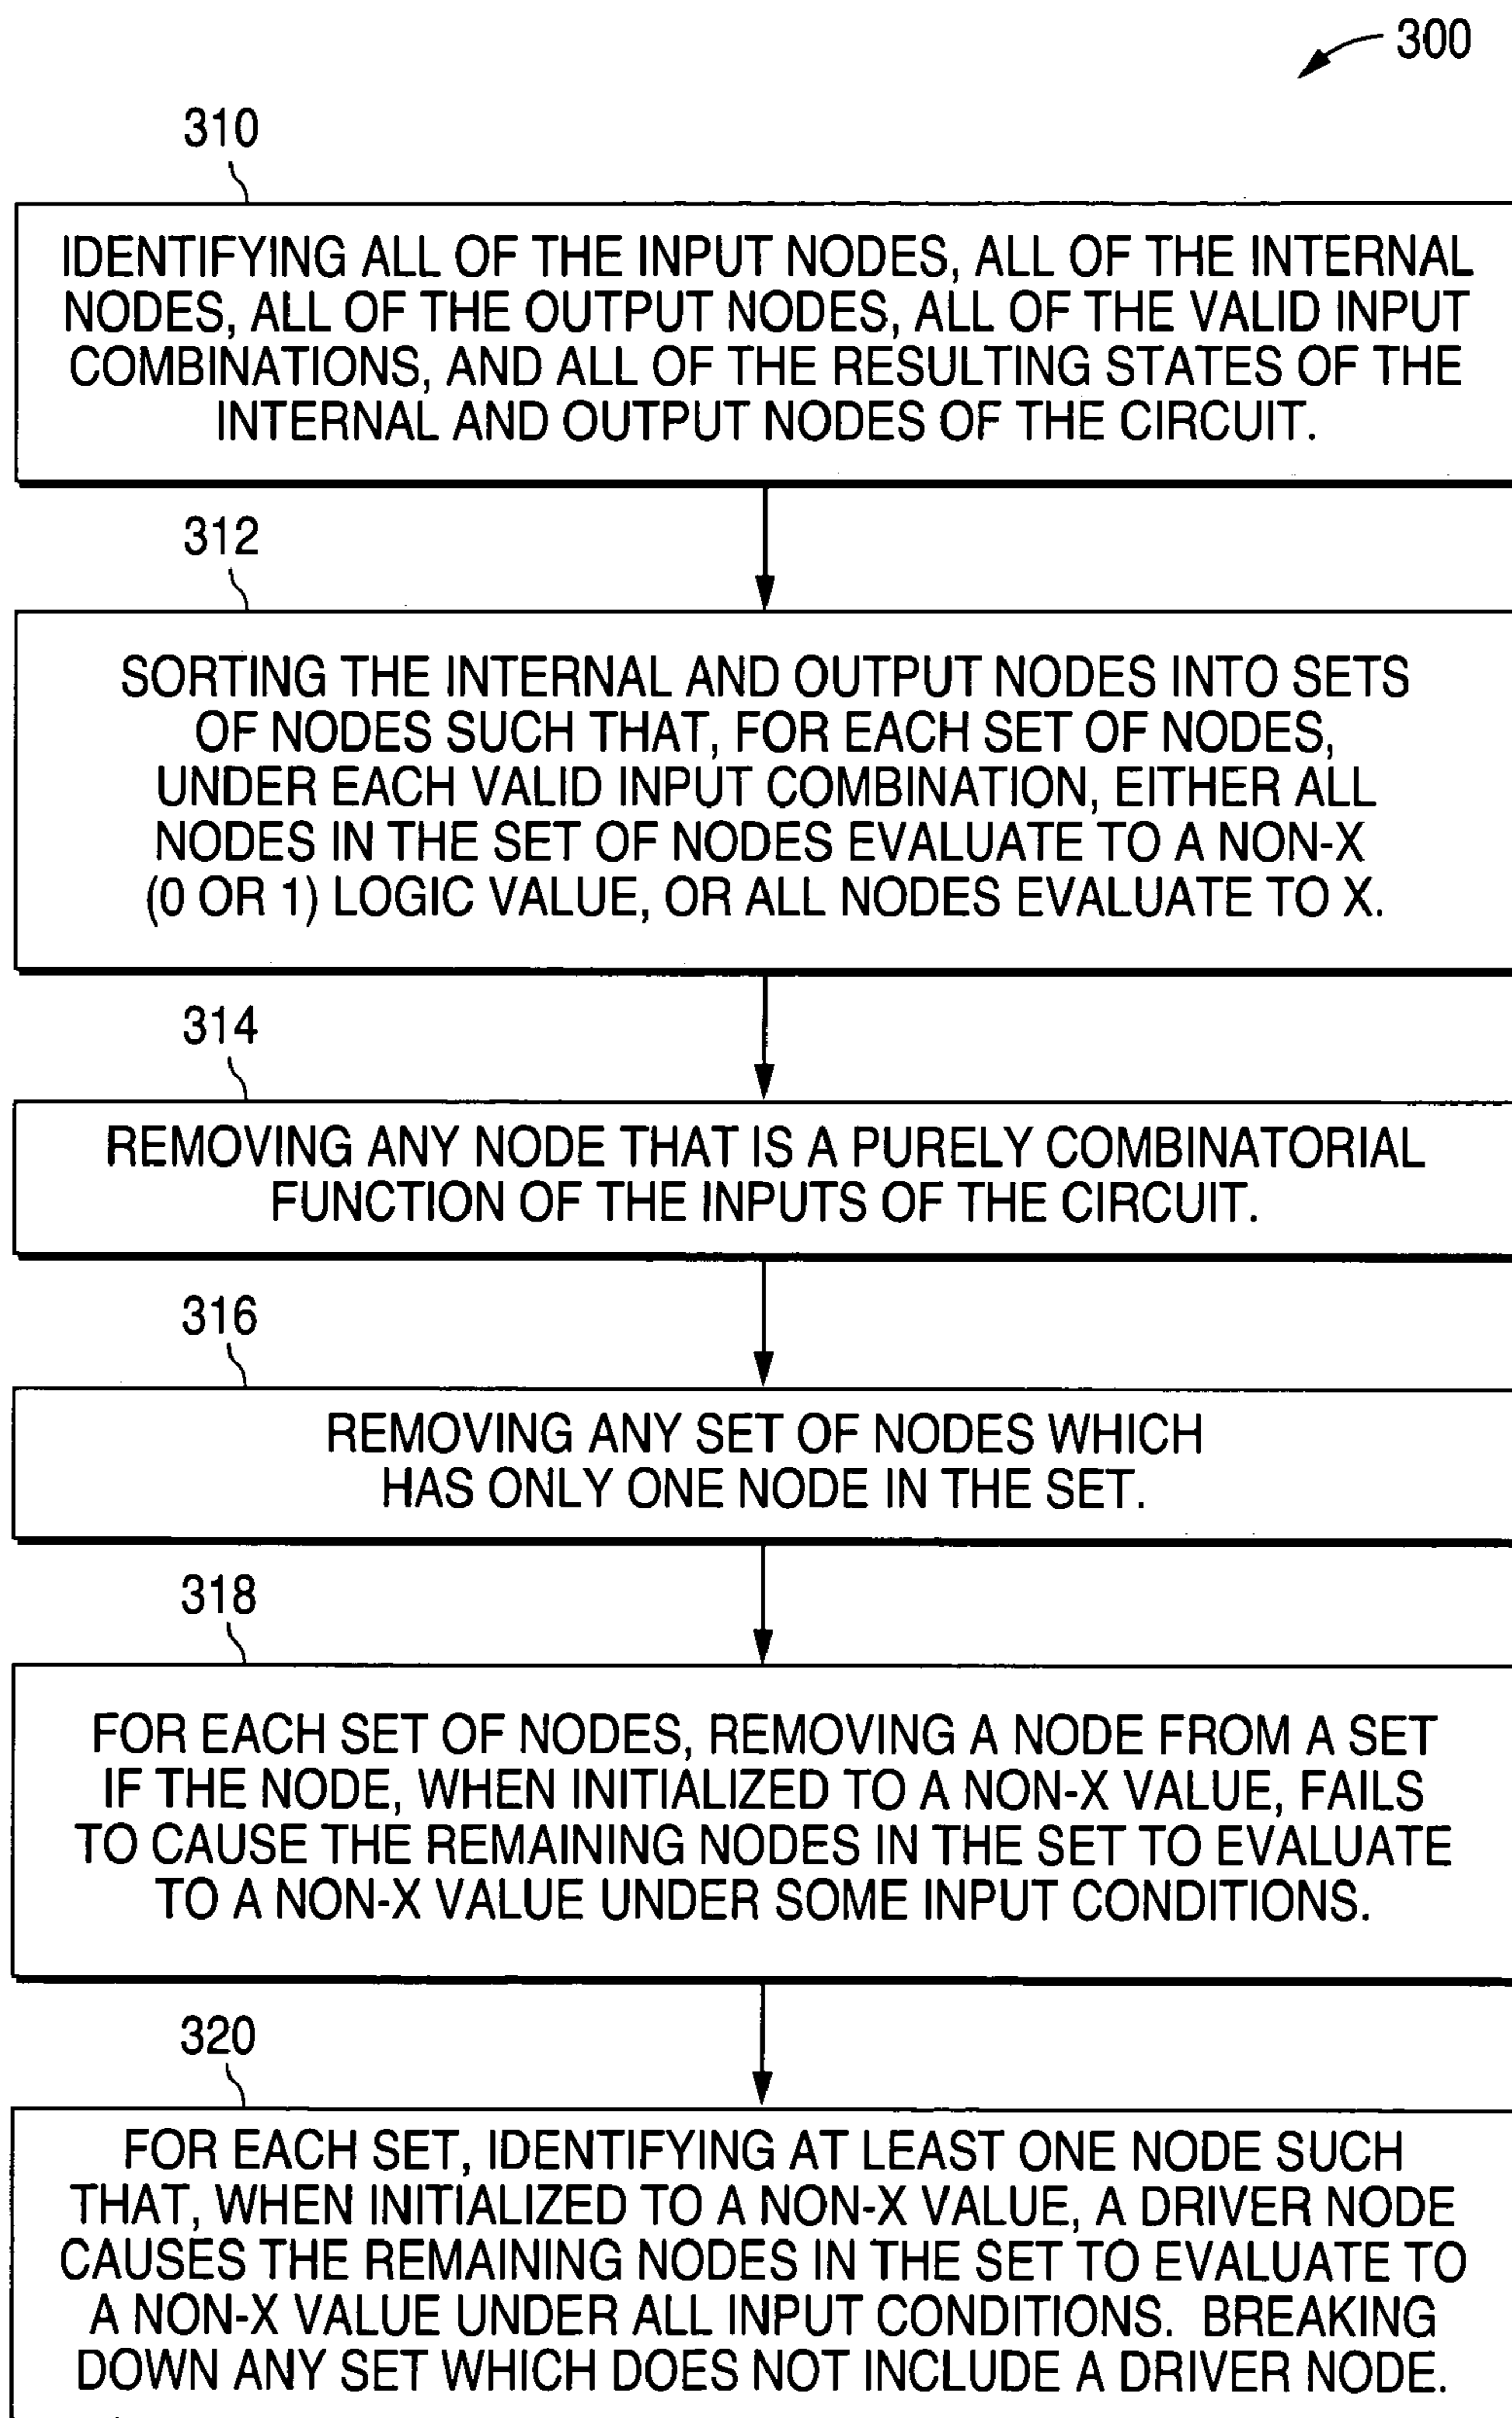 300
310
IDENTIFYING ALL OF THE INPUT NODES, ALL OF THE INTERNAL
NODES, ALL OF THE OUTPUT NODES, ALL OF THE VALID INPUT
COMBINATIONS, AND ALL OF THE RESULTING STATES OF THE
INTERNAL AND OUTPUT NODES OF THE CIRCUIT.
312
SORTING THE INTERNAL AND OUTPUT NODES INTO SETS
OF NODES SUCH THAT, FOR EACH SET OF NODES,
UNDER EACH VALID INPUT COMBINATION, EITHER ALL
NODES IN THE SET OF NODES EVALUATE TO A NON-X
(0 OR 1) LOGIC VALUE, OR ALL NODES EVALUATE TO X.
314
REMOVING ANY NODE THAT IS A PURELY COMBINATORIAL
FUNCTION OF THE INPUTS OF THE CIRCUIT.
316
REMOVING ANY SET OF NODES WHICH
HAS ONLY ONE NODE IN THE SET.
318
FOR EACH SET OF NODES, REMOVING A NODE FROM A SET
IF THE NODE, WHEN INITIALIZED TO A NON-X VALUE, FAILS
TO CAUSE THE REMAINING NODES IN THE SET TO EVALUATE
TO A NON-X VALUE UNDER SOME INPUT CONDITIONS.
320
FOR EACH SET, IDENTIFYING AT LEAST ONE NODE SUCH
THAT, WHEN INITIALIZED TO A NON-X VALUE, A DRIVER NODE
CAUSES THE REMAINING NODES IN THE SET TO EVALUATE TO
A NON-X VALUE UNDER ALL INPUT CONDITIONS. BREAKING
DOWN ANY SET WHICH DOES NOT INCLUDE A DRIVER NODE.